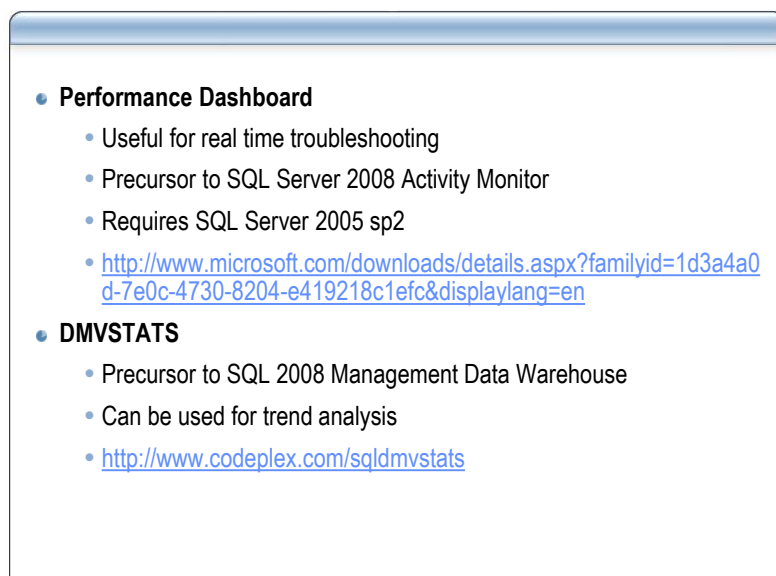 Performance Dashboard
Useful for real time troubleshooting
Precursor to SQL Server 2008 Activity Monitor
Requires SQL Server 2005 sp2
http://www.microsoft.com/downloads/details.aspx?familyid=1d3a4a0
d-7e0c-4730-8204-e419218c1efc&displaylang=en
DMVSTATS
Precursor to SQL 2008 Management Data Warehouse
Can be used for trend analysis
http://www.codeplex.com/sqldmvstats